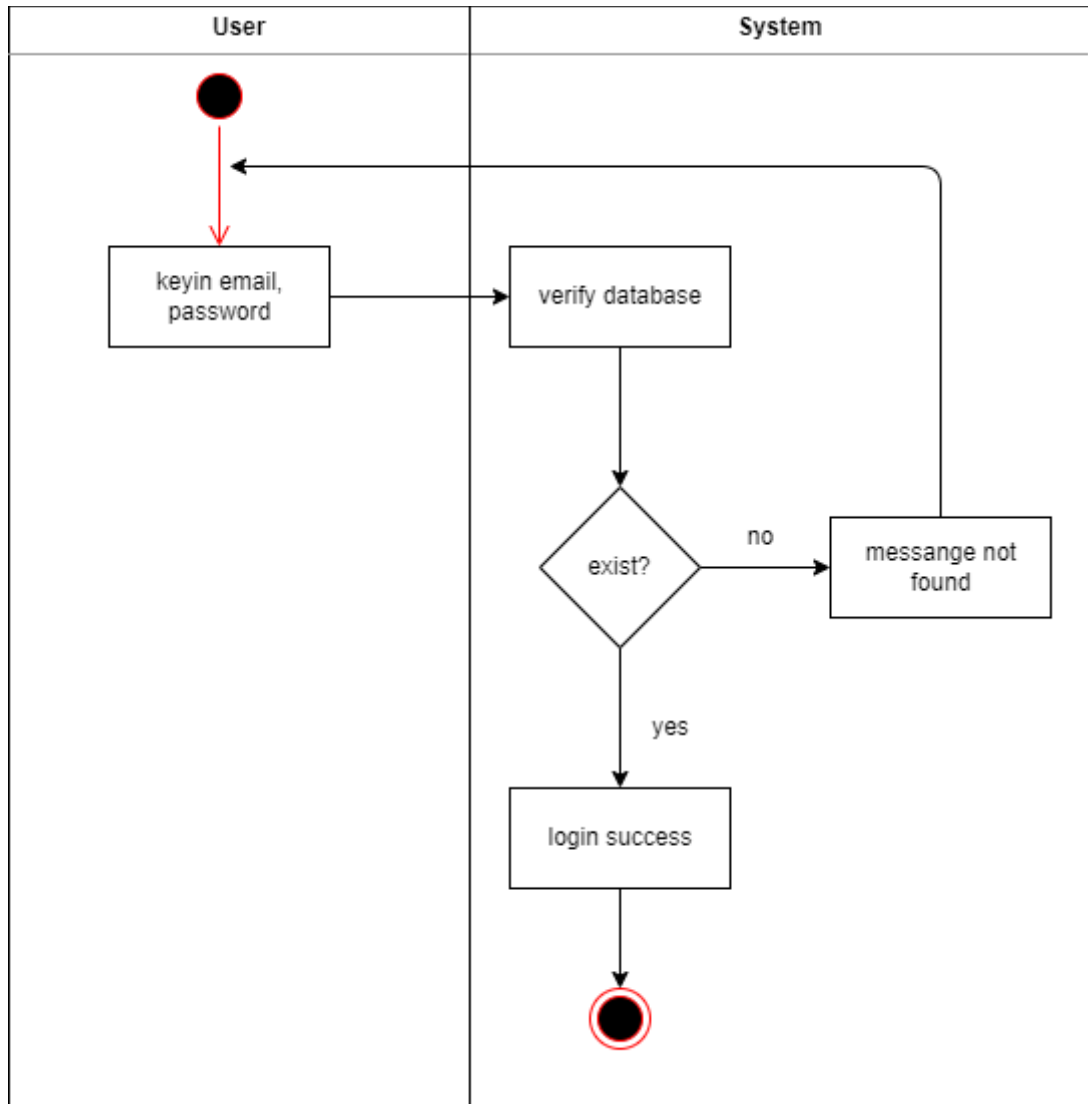 User
System
keyin email,
password
verify database
exist?
no
messange not
found
yes
login success